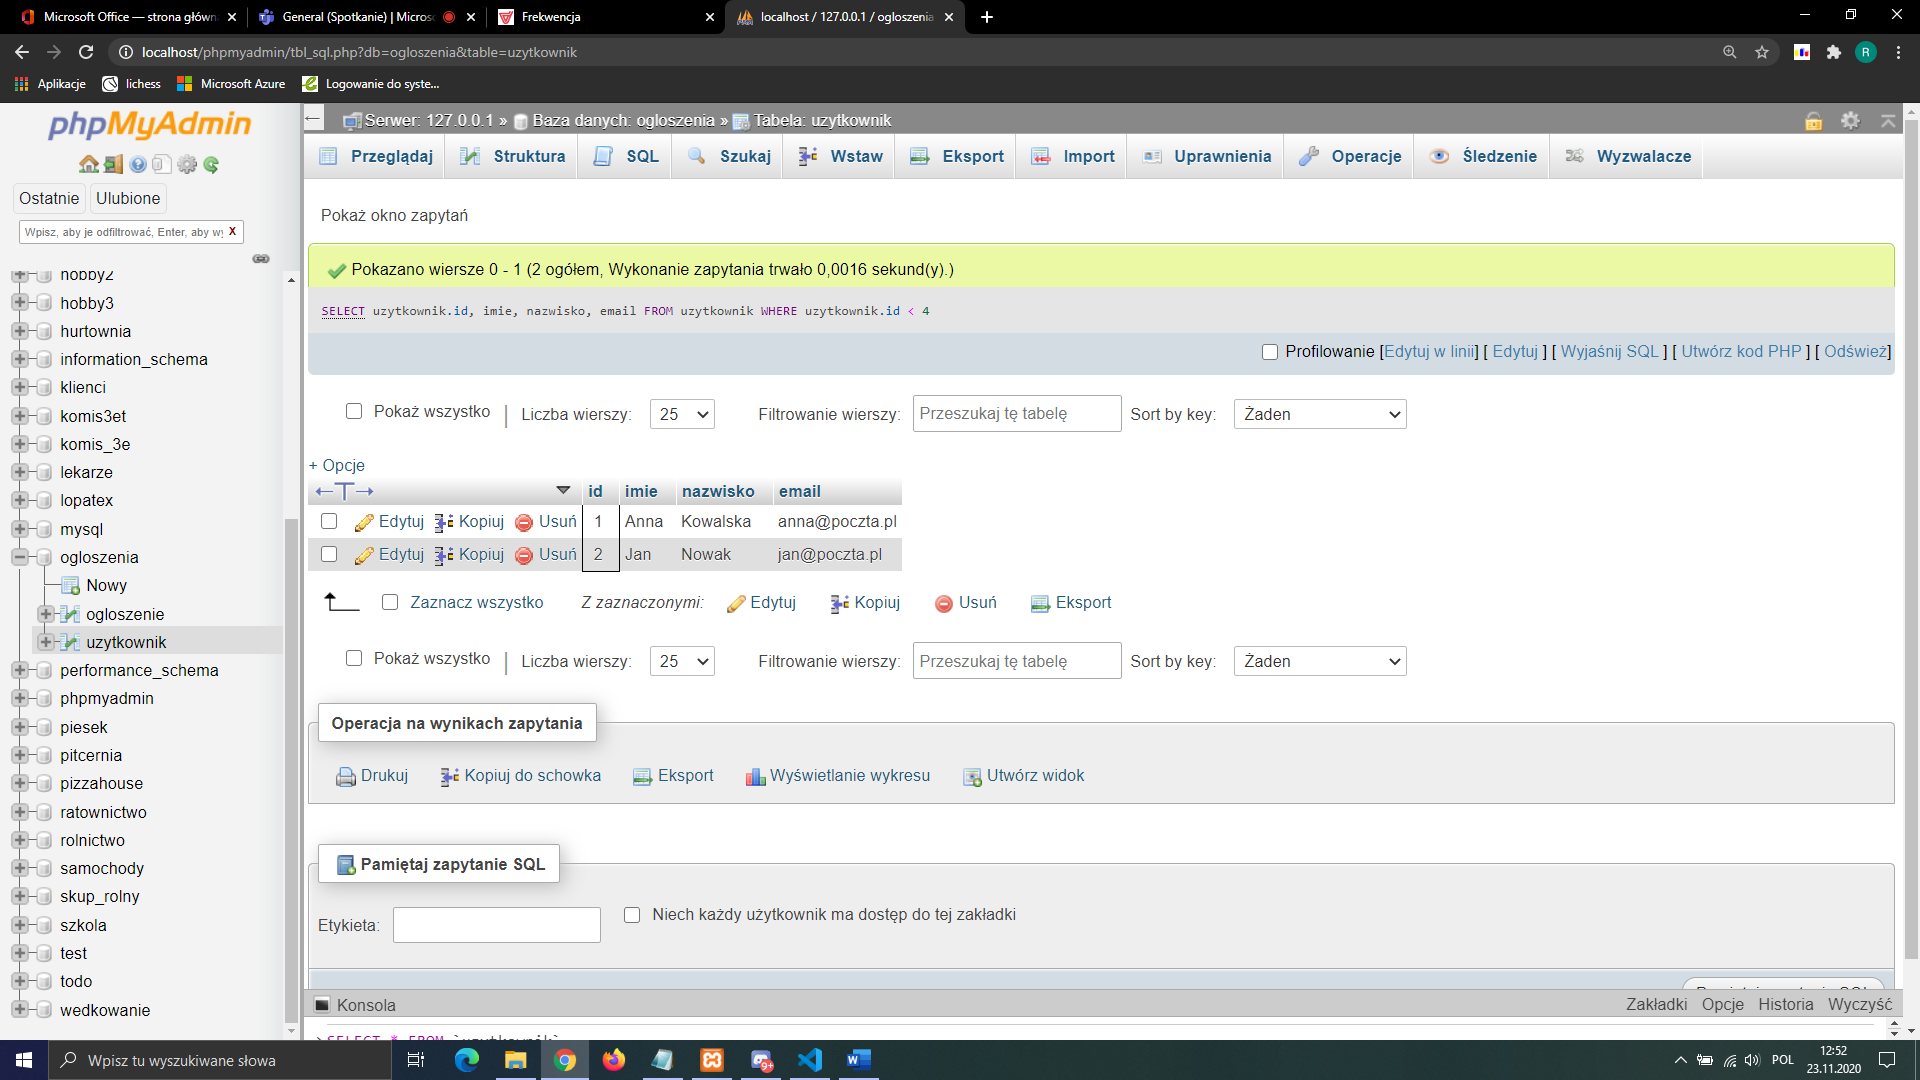 Microsoft Office — strona główn
General (Spotkanie) | Micros
Frekwencja
localhost / 127.0.0.1 / ogloszenia
localhost/phpmyadmin/tbl_sql.php?db=ogloszenia&table=uzytkownik
R
Aplikacje
lichess
Microsoft Azure
Logowanie do syste...
phpMyAdmin
Ostatnie
Ulubione
Wpisz, aby je odfiltrować, Enter, aby wy
X
hobby2
hobby3
hurtownia
information_schema
klienci
komis3et
komis_3e
lekarze
lopatex
mysql
ogloszenia
Nowy
ogloszenie
uzytkownik
performance_schema
phpmyadmin
piesek
pitcernia
pizzahouse
ratownictwo
rolnictwo
samochody
skup_rolny
szkola
test
todo
wedkowanie
Serwer: 127.0.0.1 » Baza danych: ogloszenia » Tabela: uzytkownik
Przeglądaj
Struktura
SQL
Szukaj
Wstaw
Eksport
Import
Uprawnienia
Operacje
Śledzenie
Wyzwalacze
Pokaż okno zapytań
Pokazano wiersze 0 - 1 (2 ogółem, Wykonanie zapytania trwało 0,0016 sekund(y).)
SELECT uzytkownik.id, imie, nazwisko, email FROM uzytkownik WHERE uzytkownik.id < 4
Profilowanie [Edytuj w linii] [ Edytuj ] [ Wyjaśnij SQL ] [ Utwórz kod PHP ] [ Odśwież]
Pokaż wszystko | Liczba wierszy: 25 Filtrowanie wierszy: Przeszukaj tę tabelę Sort by key: Żaden
+ Opcje
←T→ id imie nazwisko email
Edytuj Kopiuj Usuń 1 Anna Kowalska anna@poczta.pl
Edytuj Kopiuj Usuń 2 Jan Nowak jan@poczta.pl
Zaznacz wszystko Z zaznaczonymi: Edytuj Kopiuj Usuń Eksport
Pokaż wszystko | Liczba wierszy: 25 Filtrowanie wierszy: Przeszukaj tę tabelę Sort by key: Żaden
Operacja na wynikach zapytania
Drukuj Kopiuj do schowka Eksport Wyświetlanie wykresu Utwórz widok
Pamiętaj zapytanie SQL
Etykieta:
Niech każdy użytkownik ma dostęp do tej zakładki
Konsola
Zakładki Opcje Historia Wyczyść
>SELECT * FROM `uzytkownik`
Wpisz tu wyszukiwane słowa
9+
POL
12:52
23.11.2020